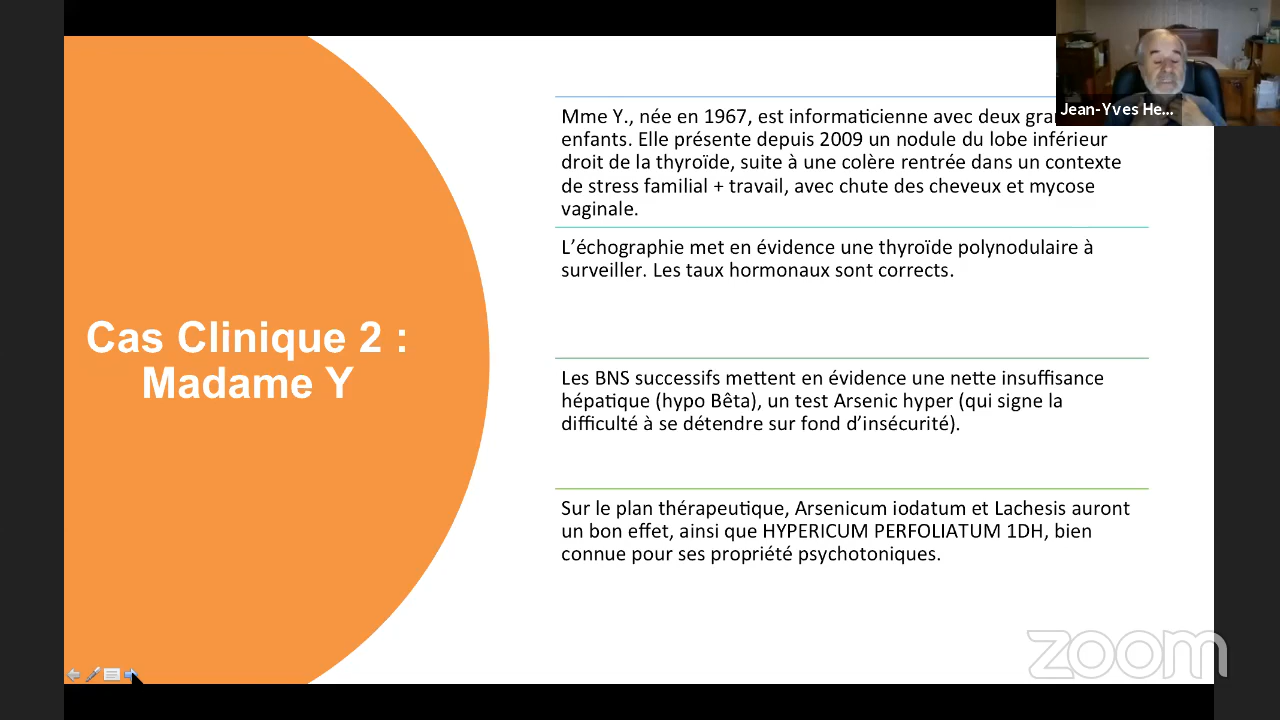 Jean-Yves He...
Mme Y., née en 1967, est informaticienne avec deux
enfants. Elle présente depuis 2009 un nodule du lobe inférieur
droit de la thyroïde, suite à une colère rentrée dans un contexte
de stress familial + travail, avec chute des cheveux et mycose
vaginale.
L’échographie met en évidence une thyroïde polynodulaire à
surveiller. Les taux hormonaux sont corrects.
Cas Clinique 2 :
Madame Y
Les BNS successifs mettent en évidence une nette insuffisance
hépatique (hypo Bêta), un test Arsenic hyper (qui signe la
difficulté à se détendre sur fond d’insécurité).
Sur le plan thérapeutique, Arsenicum iodatum et Lachesis auront
un bon effet, ainsi que HYPERICUM PERFOLIATUM 1DH, bien
connue pour ses propriété psychotoniques.
zoom